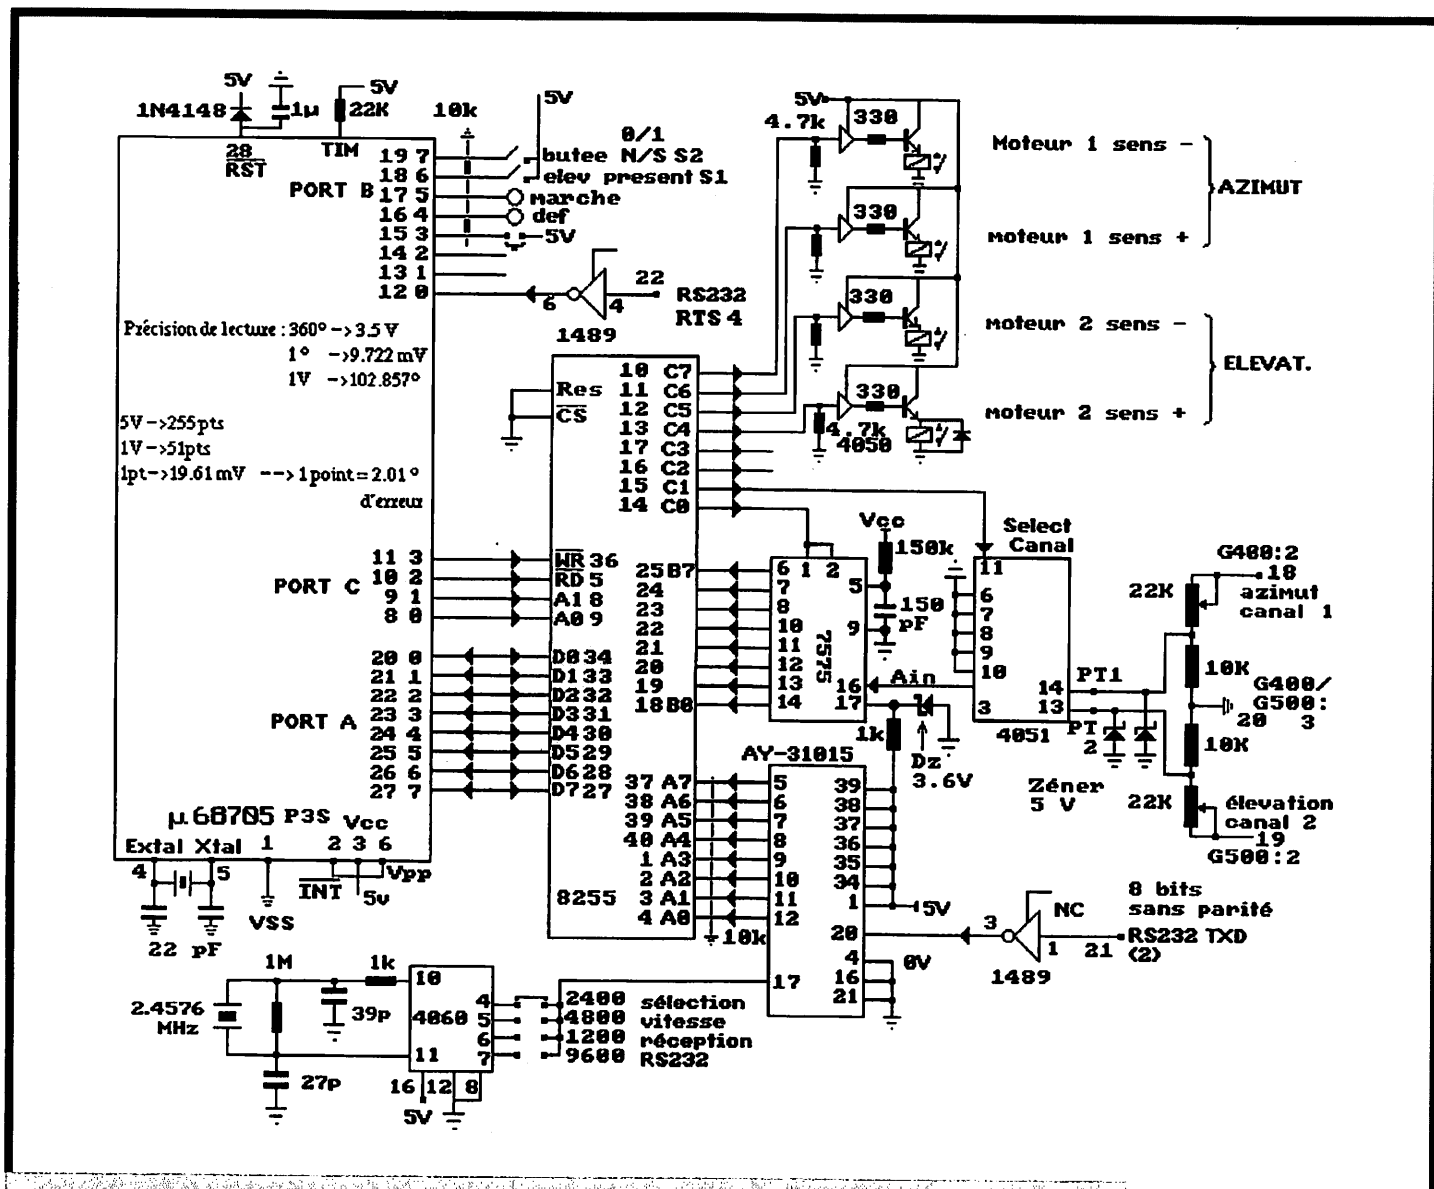 5V
1N4148
1µ
5V
22K
10k
28
RST
TIM
PORT B
19 7
18 6
17 5
16 4
15 3
14 2
13 1
12 0
5V
0/1
butee N/S S2
elev present S1
marche
def
5V
6
4
22
1489
RS232
RTS 4
Précision de lecture : 360° -> 3.5 V
1° ->9.722 mV
1V ->102.857°
5V ->255pts
1V ->51pts
1pt ->19.61 mV --> 1 point = 2.01°
d'erreur
5V
4.7k
330
330
330
330
4.7k
4050
Moteur 1 sens -
AZIMUT
Moteur 1 sens +
Moteur 2 sens -
ELEVAT.
Moteur 2 sens +
Res
CS
10 C7
11 C6
12 C5
13 C4
17 C3
16 C2
15 C1
14 C0
PORT C
11 3
10 2
9 1
8 0
WR 36
RD 5
A1 8
A0 9
PORT A
20 0
21 1
22 2
23 3
24 4
25 5
26 6
27 7
D0 34
D1 33
D2 32
D3 31
D4 30
D5 29
D6 28
D7 27
25 B7
24
23
22
21
20
19
18 B0
6
7
8
10
11
12
13
14
1 2
5
9
16
17
7575
Vcc
150k
150
pF
Ain
1k
Dz
3.6V
Select
Canal
11
6
7
8
9
10
3
14
13
4051
PT1
PT
2
Zéner
5 V
G400:2
18
azimut
canal 1
22K
10K
G400/
G500:
20 3
10K
22K
élevation
canal 2
19
G500:2
37 A7
38 A6
39 A5
40 A4
1 A3
2 A2
3 A1
4 A0
8255
10k
AY-31015
5
6
7
8
9
10
11
12
17
39
38
37
36
35
34
1
20
4
16
21
5V
0V
3
NC
1
21
1489
8 bits
sans parité
RS232 TXD
(2)
µ 68705 P3S
Vcc
Extal Xtal
4
5
1
2 3 6
INT
5v
Vpp
VSS
22 pF
1M
1k
2.4576
MHz
39p
27p
10
4060
11
4
5
6
7
16 12 8
5V
2400 sélection
4800 vitesse
1200 réception
9600 RS232